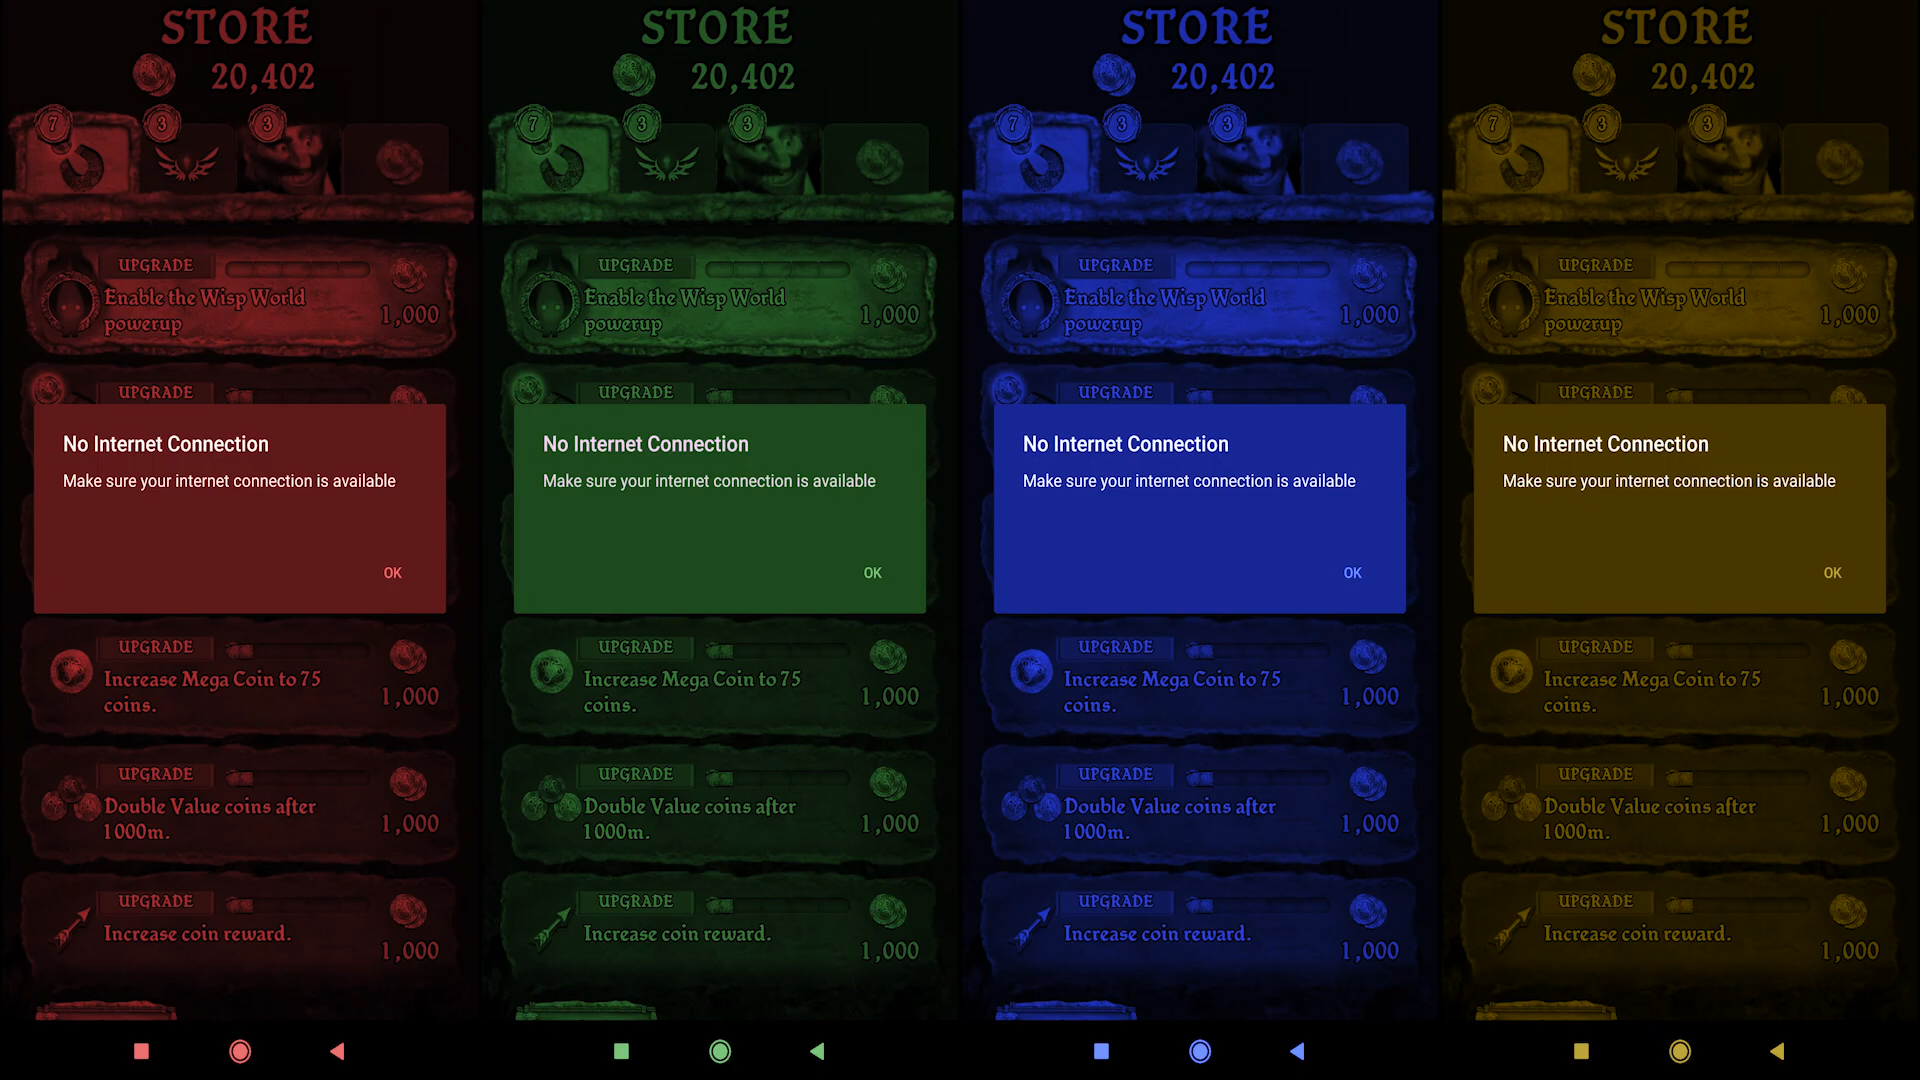 STORE
20,402
7 3 3
UPGRADE
Enable the Wisp World
powerup
1,000
UPGRADE
No Internet Connection
Make sure your internet connection is available
OK
UPGRADE
Increase Mega Coin to 75
coins.
1,000
UPGRADE
Double Value coins after
1000m.
1,000
UPGRADE
Increase coin reward.
1,000
STORE
20,402
7 3 3
UPGRADE
Enable the Wisp World
powerup
1,000
UPGRADE
No Internet Connection
Make sure your internet connection is available
OK
UPGRADE
Increase Mega Coin to 75
coins.
1,000
UPGRADE
Double Value coins after
1000m.
1,000
UPGRADE
Increase coin reward.
1,000
STORE
20,402
7 3 3
UPGRADE
Enable the Wisp World
powerup
1,000
UPGRADE
No Internet Connection
Make sure your internet connection is available
OK
UPGRADE
Increase Mega Coin to 75
coins.
1,000
UPGRADE
Double Value coins after
1000m.
1,000
UPGRADE
Increase coin reward.
1,000
STORE
20,402
7 3 3
UPGRADE
Enable the Wisp World
powerup
1,000
UPGRADE
No Internet Connection
Make sure your internet connection is available
OK
UPGRADE
Increase Mega Coin to 75
coins.
1,000
UPGRADE
Double Value coins after
1000m.
1,000
UPGRADE
Increase coin reward.
1,000